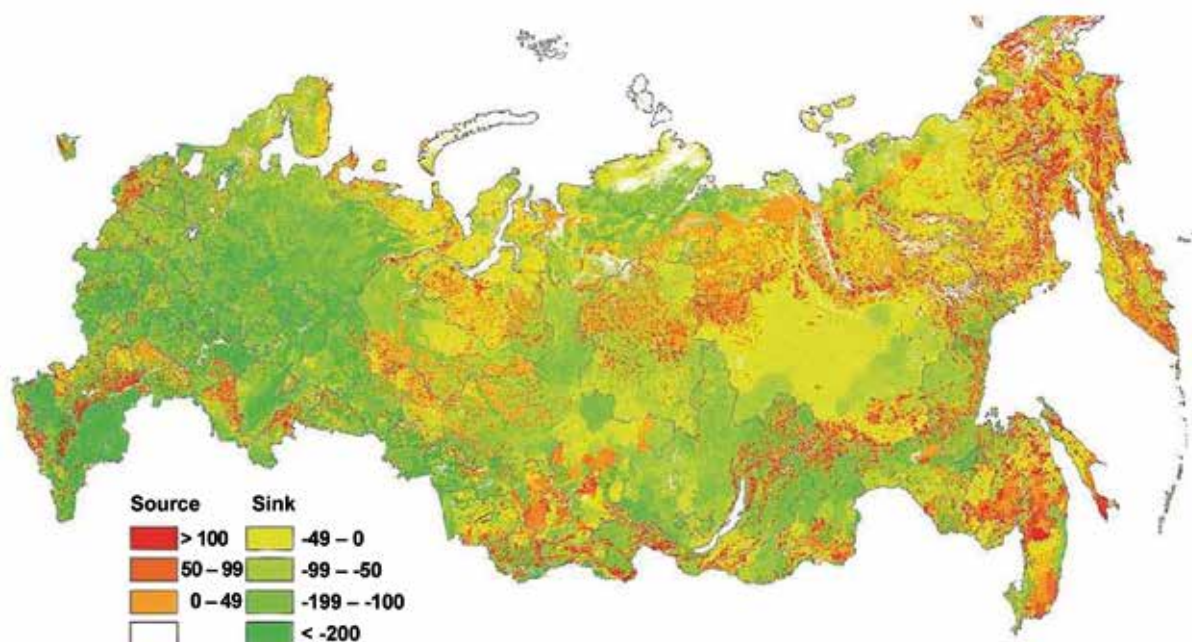 Source Sink
> 100 -49 – 0
50 – 99 -99 – -50
0 – 49 -199 – -100
< -200